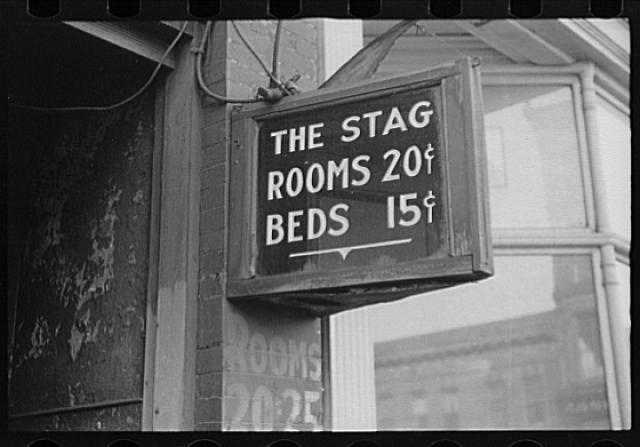 THE STAG
ROOMS 20¢
BEDS 15¢
ROOMS
20-25